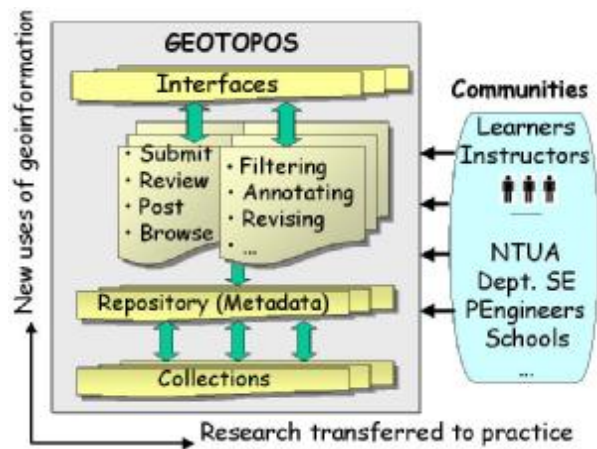 GEOTOPOS
Interfaces
• Submit
• Review
• Post
• Browse
• Filtering
• Annotating
• Revising
• ...
Repository (Metadata)
Collections
Communities
Learners
Instructors
NTUA
Dept. SE
PEngineers
Schools
...
New uses of geoinformation
Research transferred to practice